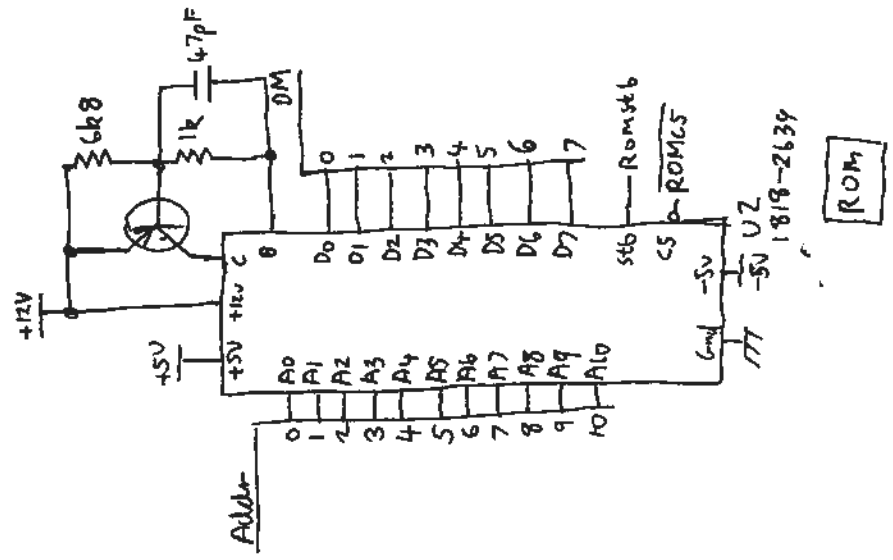 +12V
6k8
47pF
1k
+5V
+5V
+12V
C
B
DM
Addr
0 A0
1 A1
2 A2
3 A3
4 A4
5 A5
6 A6
7 A7
8 A8
9 A9
10 A10
D0 0
D1 1
D2 2
D3 3
D4 4
D5 5
D6 6
D7 7
Stb Romstb
CS ROMCS
Gnd
-5V
-5V
U2
1818-2634
ROM